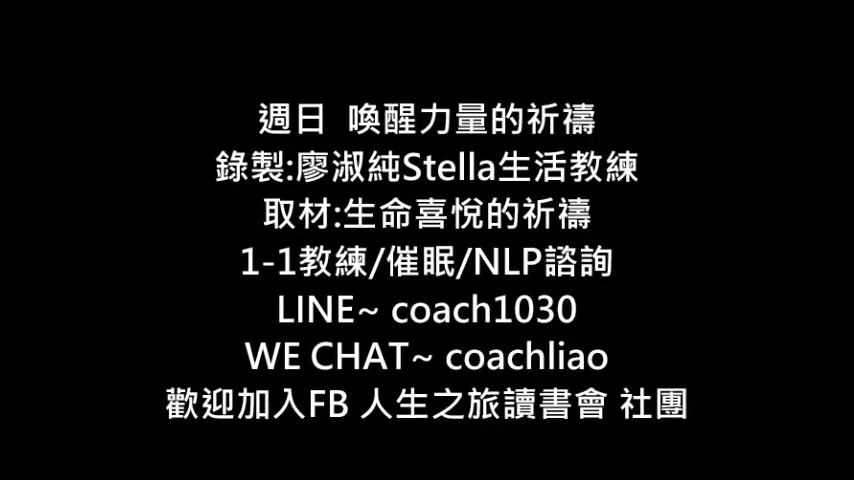 週日 喚醒力量的祈禱
錄製:廖淑純Stella生活教練
取材:生命喜悅的祈禱
1-1教練/催眠/NLP諮詢
LINE~ coach1030
WE CHAT~ coachliao
歡迎加入FB 人生之旅讀書會 社團